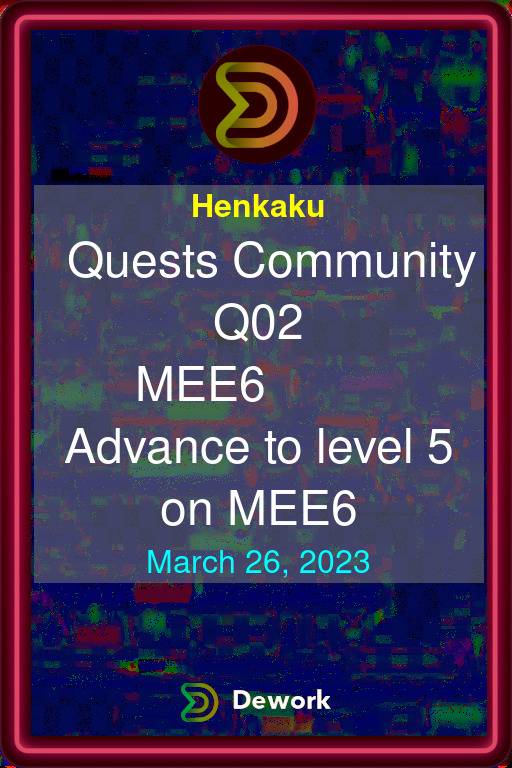 Henkaku
Quests Community
Q02
MEE6
Advance to level 5
on MEE6
March 26, 2023
Dework